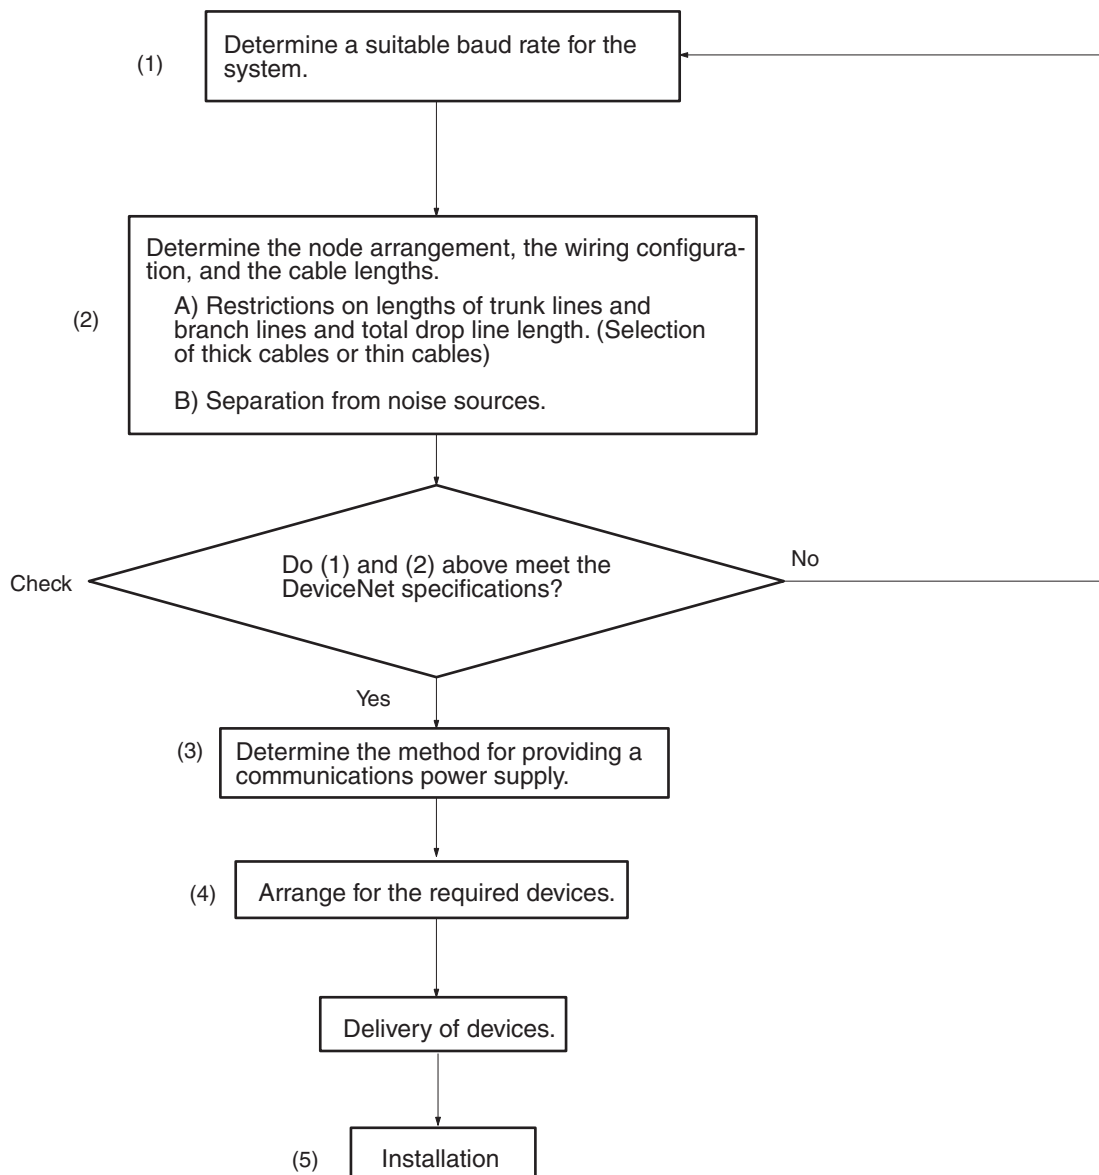 (1)
Determine a suitable baud rate for the
system.
(2)
Determine the node arrangement, the wiring configura-
tion, and the cable lengths.
A) Restrictions on lengths of trunk lines and
branch lines and total drop line length. (Selection
of thick cables or thin cables)
B) Separation from noise sources.
Check
Do (1) and (2) above meet the
DeviceNet specifications?
No
Yes
(3)
Determine the method for providing a
communications power supply.
(4)
Arrange for the required devices.
Delivery of devices.
(5)
Installation